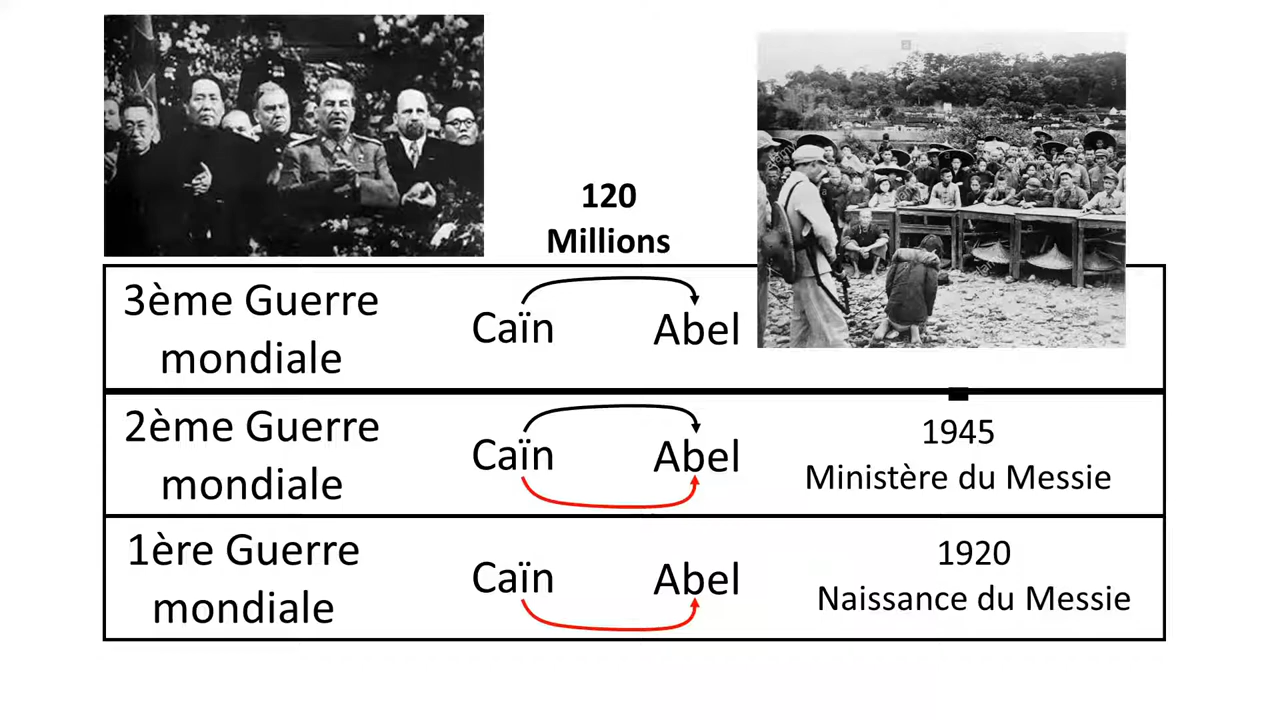 120
Millions
3ème Guerre
mondiale
Caïn
Abel
2ème Guerre
mondiale
Caïn
Abel
1945
Ministère du Messie
1ère Guerre
mondiale
Caïn
Abel
1920
Naissance du Messie